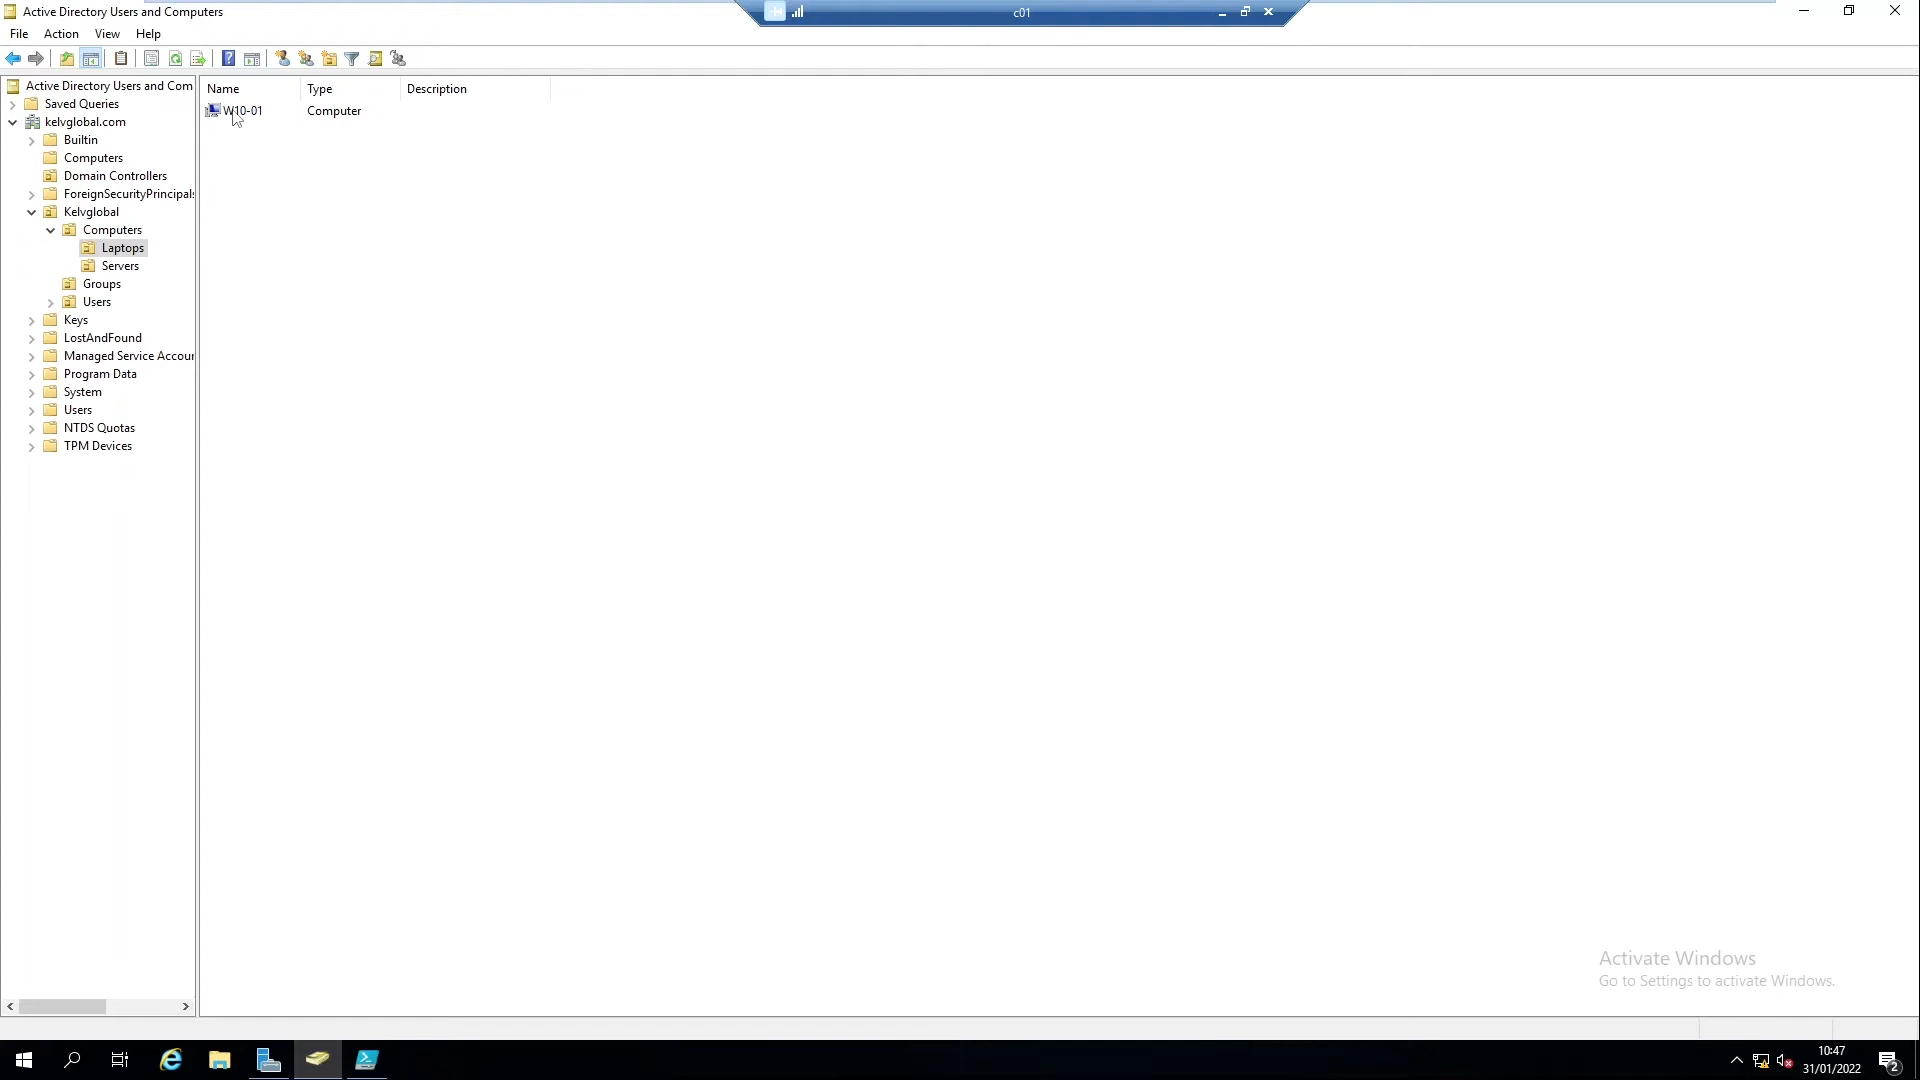 Active Directory Users and Computers
c01
File Action View Help
Active Directory Users and Com
Saved Queries
kelvglobal.com
Builtin
Computers
Domain Controllers
ForeignSecurityPrincipals
Kelvglobal
Computers
Laptops
Servers
Groups
Users
Keys
LostAndFound
Managed Service Accoun
Program Data
System
Users
NTDS Quotas
TPM Devices
Name Type Description
W10-01 Computer
Activate Windows
Go to Settings to activate Windows.
10:47
31/01/2022
2